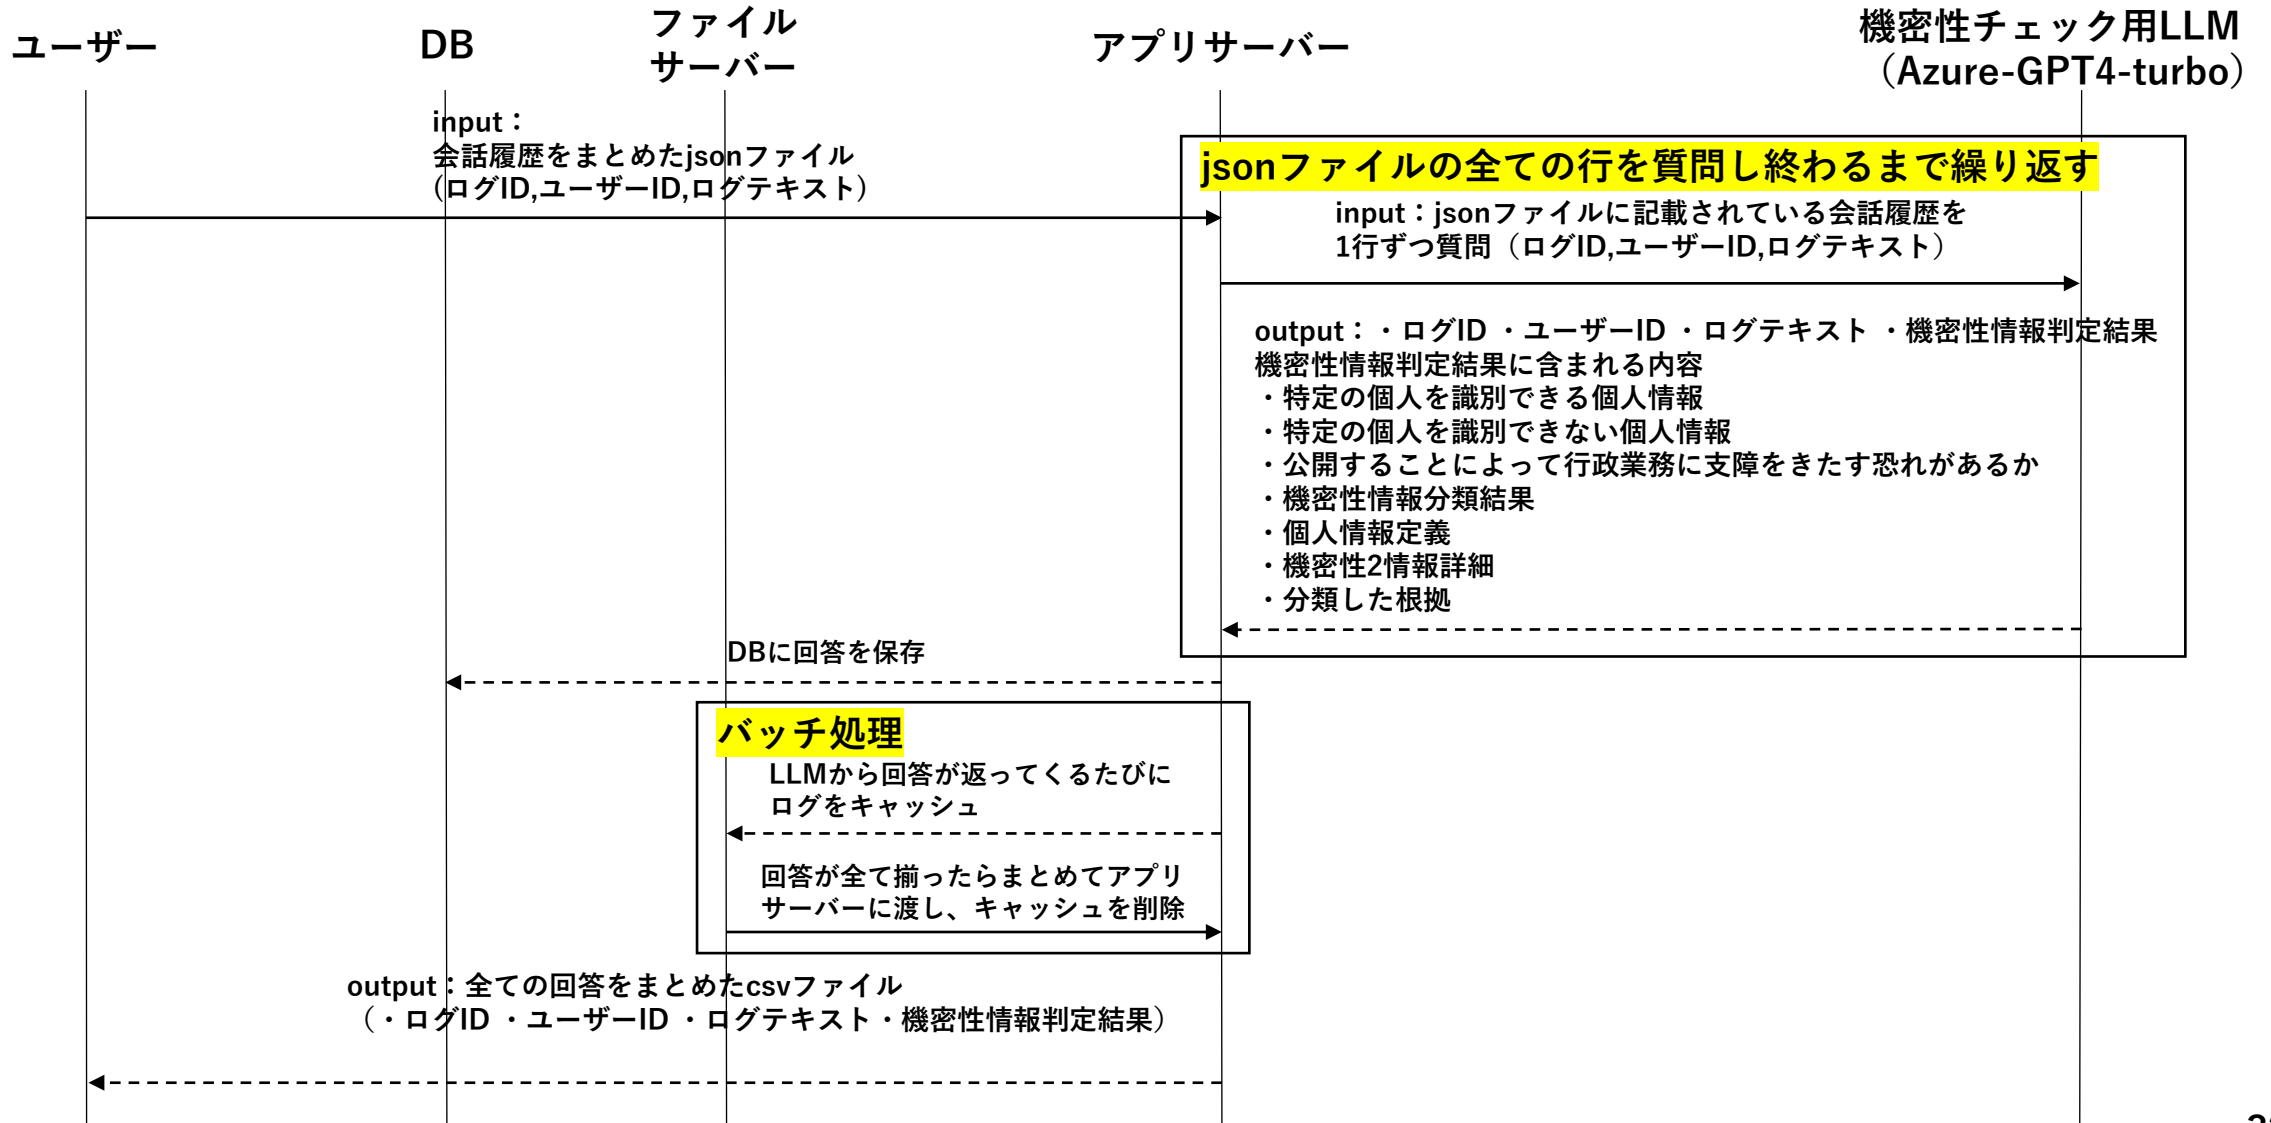 ユーザー
DB
ファイル
サーバー
アプリサーバー
機密性チェック用LLM
（Azure-GPT4-turbo）
input：
会話履歴をまとめたjsonファイル
(ログID,ユーザーID,ログテキスト）
jsonファイルの全ての行を質問し終わるまで繰り返す
input：jsonファイルに記載されている会話履歴を
1行ずつ質問（ログID,ユーザーID,ログテキスト）
output：・ログID ・ユーザーID ・ログテキスト ・機密性情報判定結果
機密性情報判定結果に含まれる内容
・特定の個人を識別できる個人情報
・特定の個人を識別できない個人情報
・公開することによって行政業務に支障をきたす恐れがあるか
・機密性情報分類結果
・個人情報定義
・機密性2情報詳細
・分類した根拠
DBに回答を保存
バッチ処理
LLMから回答が返ってくるたびに
ログをキャッシュ
回答が全て揃ったらまとめてアプリ
サーバーに渡し、キャッシュを削除
output：全ての回答をまとめたcsvファイル
（・ログID ・ユーザーID ・ログテキスト・機密性情報判定結果）